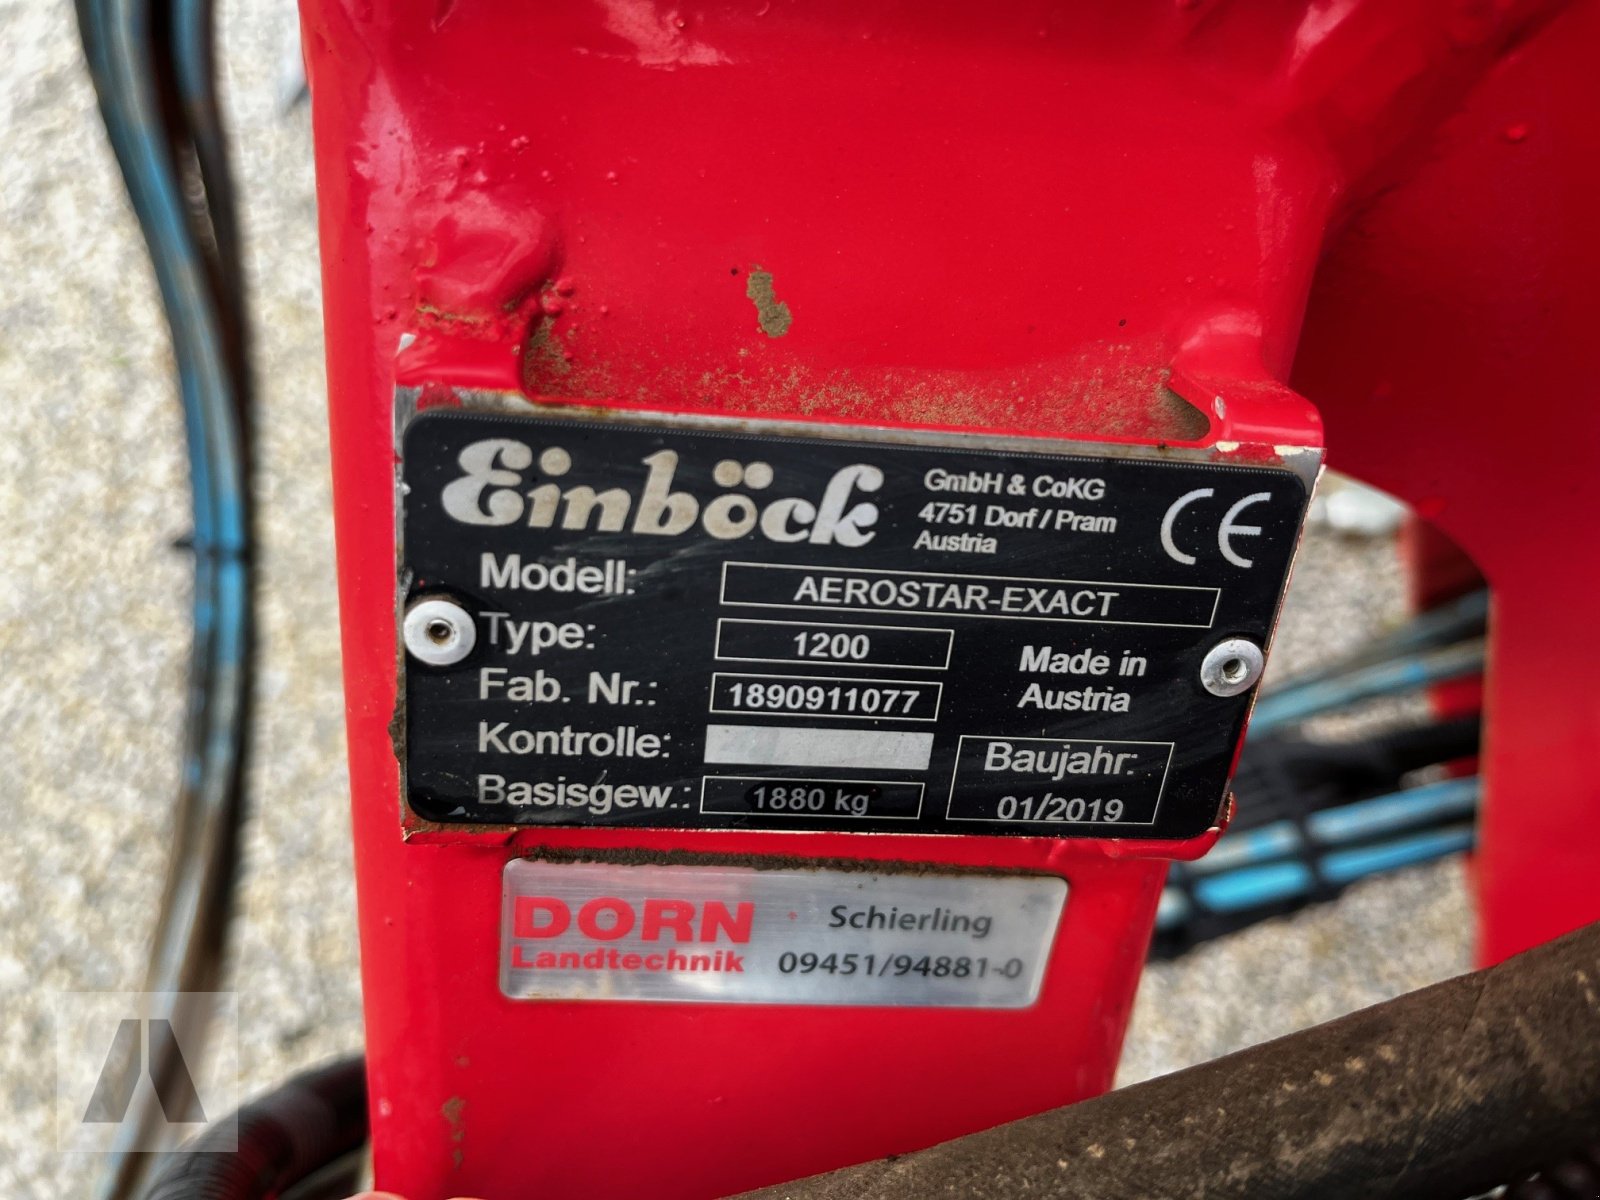 Einböck
GmbH & CoKG
4751 Dorf / Pram
Austria
CE
Modell: AEROSTAR-EXACT
Type: 1200
Fab. Nr.: 1890911077
Kontrolle:
Basisgew.: 1880 kg
Made in
Austria
Baujahr:
01/2019
DORN
Landtechnik
Schierling
09451/94881-0